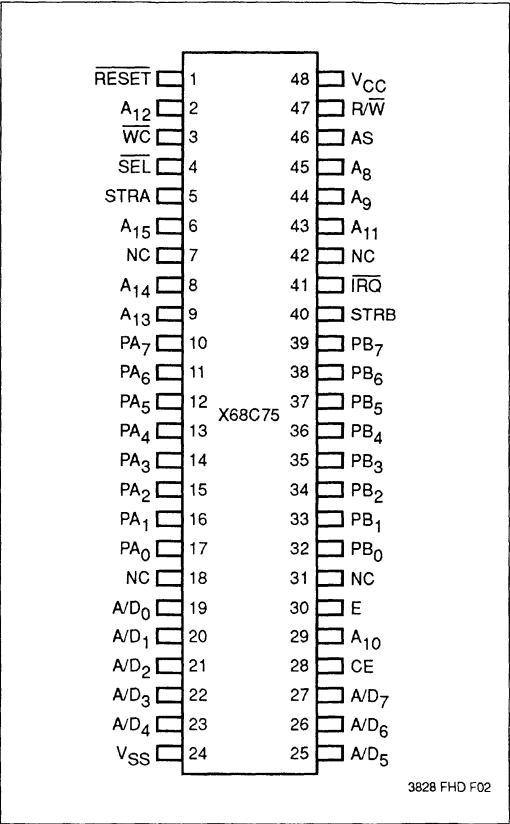 RESET 1 48 VCC
A12 2 47 R/W
WC 3 46 AS
SEL 4 45 A8
STRA 5 44 A9
A15 6 43 A11
NC 7 42 NC
A14 8 41 IRQ
A13 9 40 STRB
PA7 10 39 PB7
PA6 11 38 PB6
PA5 12 37 PB5
X68C75
PA4 13 36 PB4
PA3 14 35 PB3
PA2 15 34 PB2
PA1 16 33 PB1
PA0 17 32 PB0
NC 18 31 NC
A/D0 19 30 E
A/D1 20 29 A10
A/D2 21 28 CE
A/D3 22 27 A/D7
A/D4 23 26 A/D6
VSS 24 25 A/D5
3828 FHD F02